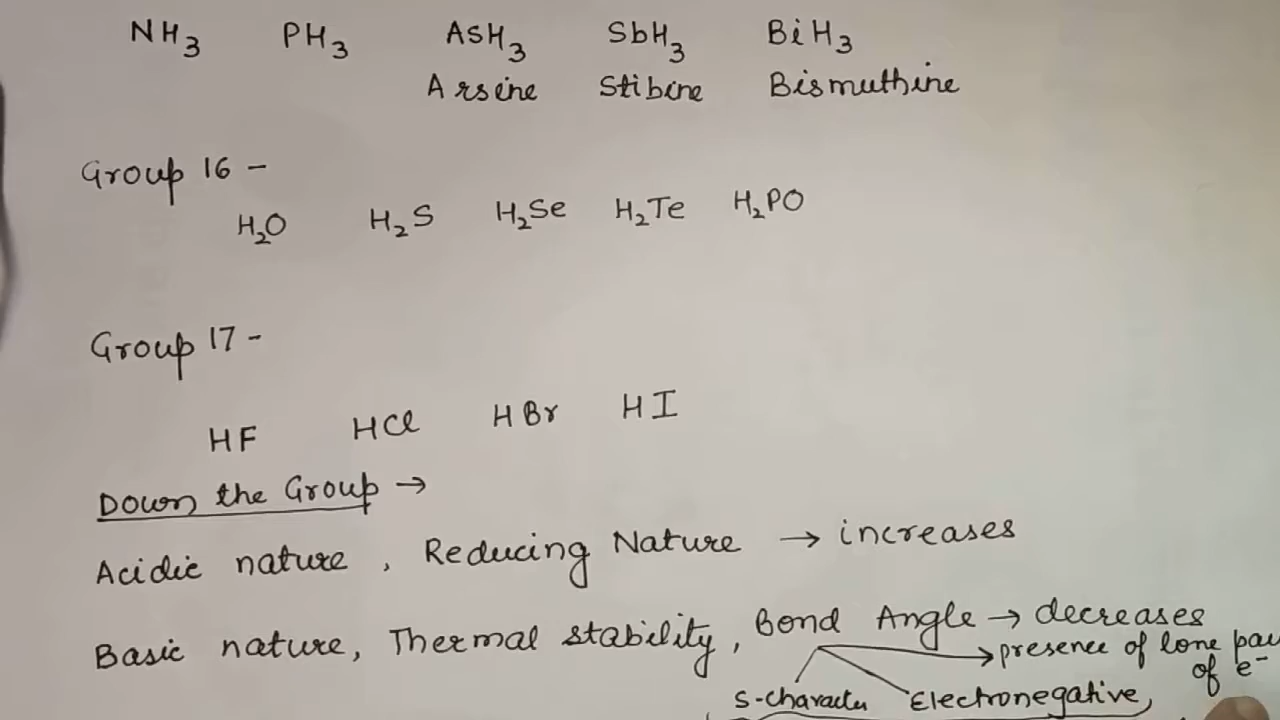 NH3 PH3 AsH3 SbH3 BiH3
Arsine Stibine Bismuthine
Group 16 -
H2O H2S H2Se H2Te H2PO
Group 17 -
HF HCl HBr HI
Down the Group →
Acidic nature, Reducing Nature → increases
Basic nature, Thermal stability, Bond Angle → decreases
→ presence of lone
of e-
S-character Electronegative,